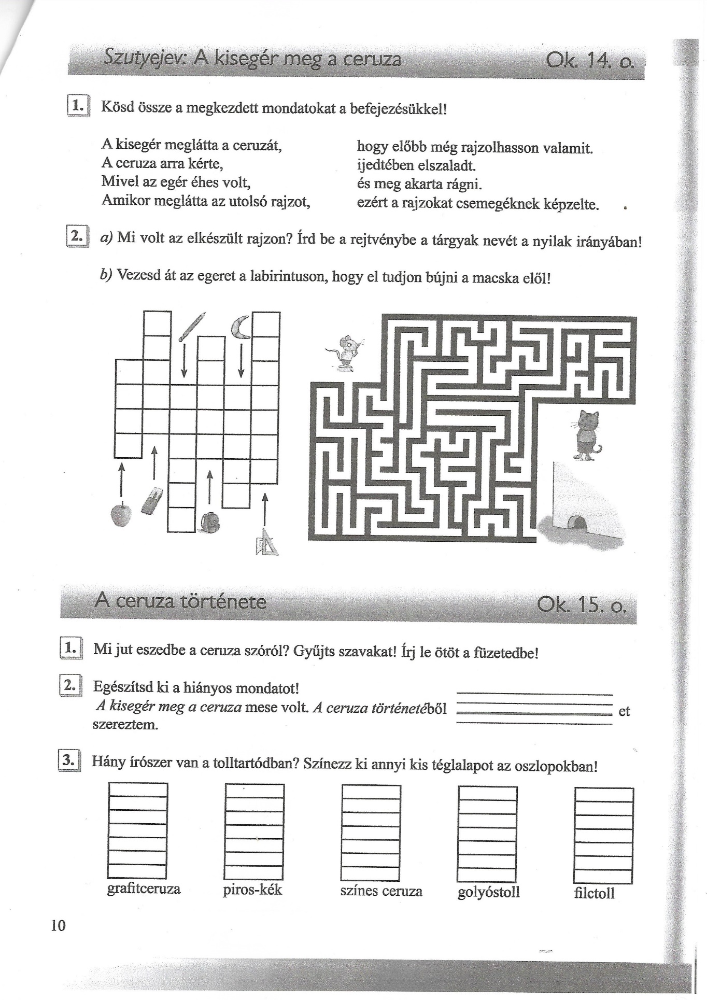 Szutyejev: A kisegér meg a ceruza Ok. 14. o.
1. Kösd össze a megkezdett mondatokat a befejezésükkel!
A kisegér meglátta a ceruzát, hogy előbb még rajzolhasson valamit.
A ceruza arra kérte, ijedtében elszaladt.
Mivel az egér éhes volt, és meg akarta rágni.
Amikor meglátta az utolsó rajzot, ezért a rajzokat csemegéknek képzelte.
2. a) Mi volt az elkészült rajzon? Írd be a rejtvénybe a tárgyak nevét a nyilak irányában!
b) Vezesd át az egeret a labirintuson, hogy el tudjon bújni a macska elől!
A ceruza története Ok. 15. o.
1. Mi jut eszedbe a ceruza szóról? Gyűjts szavakat! Írj le ötöt a füzetedbe!
2. Egészítsd ki a hiányos mondatot!
A kisegér meg a ceruza mese volt. A ceruza történetéből et
szereztem.
3. Hány írószer van a tolltartódban? Színezz ki annyi kis téglalapot az oszlopokban!
grafitceruza piros-kék színes ceruza golyóstoll filctoll
10